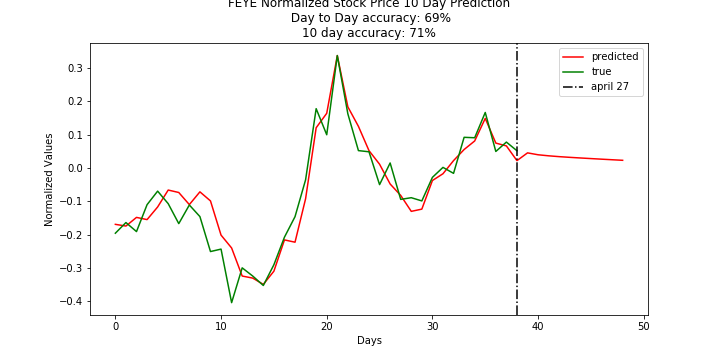 FEYE Normalized Stock Price 10 Day Prediction
Day to Day accuracy: 69%
10 day accuracy: 71%
predicted
true
april 27
Normalized Values
0.3
0.2
0.1
0.0
−0.1
−0.2
−0.3
−0.4
0 10 20 30 40 50
Days